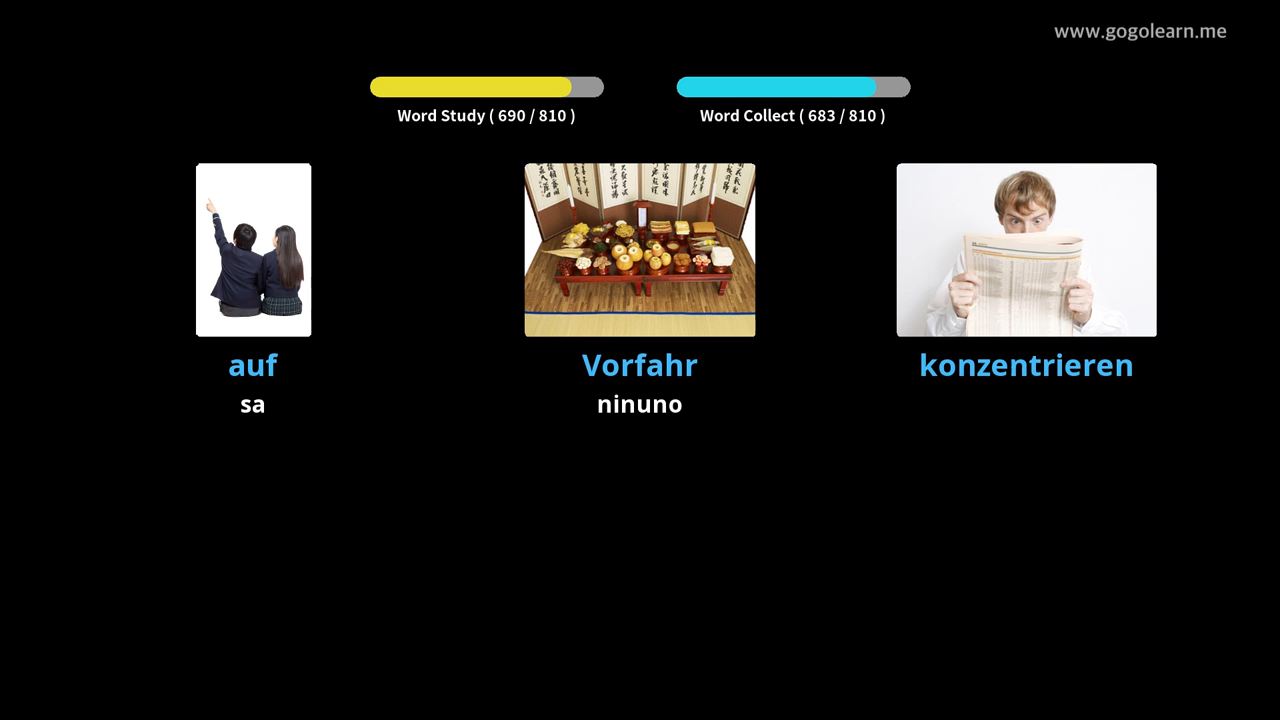 www.gogolearn.me
Word Study ( 690 / 810 )
Word Collect ( 683 / 810 )
auf
sa
Vorfahr
ninuno
konzentrieren